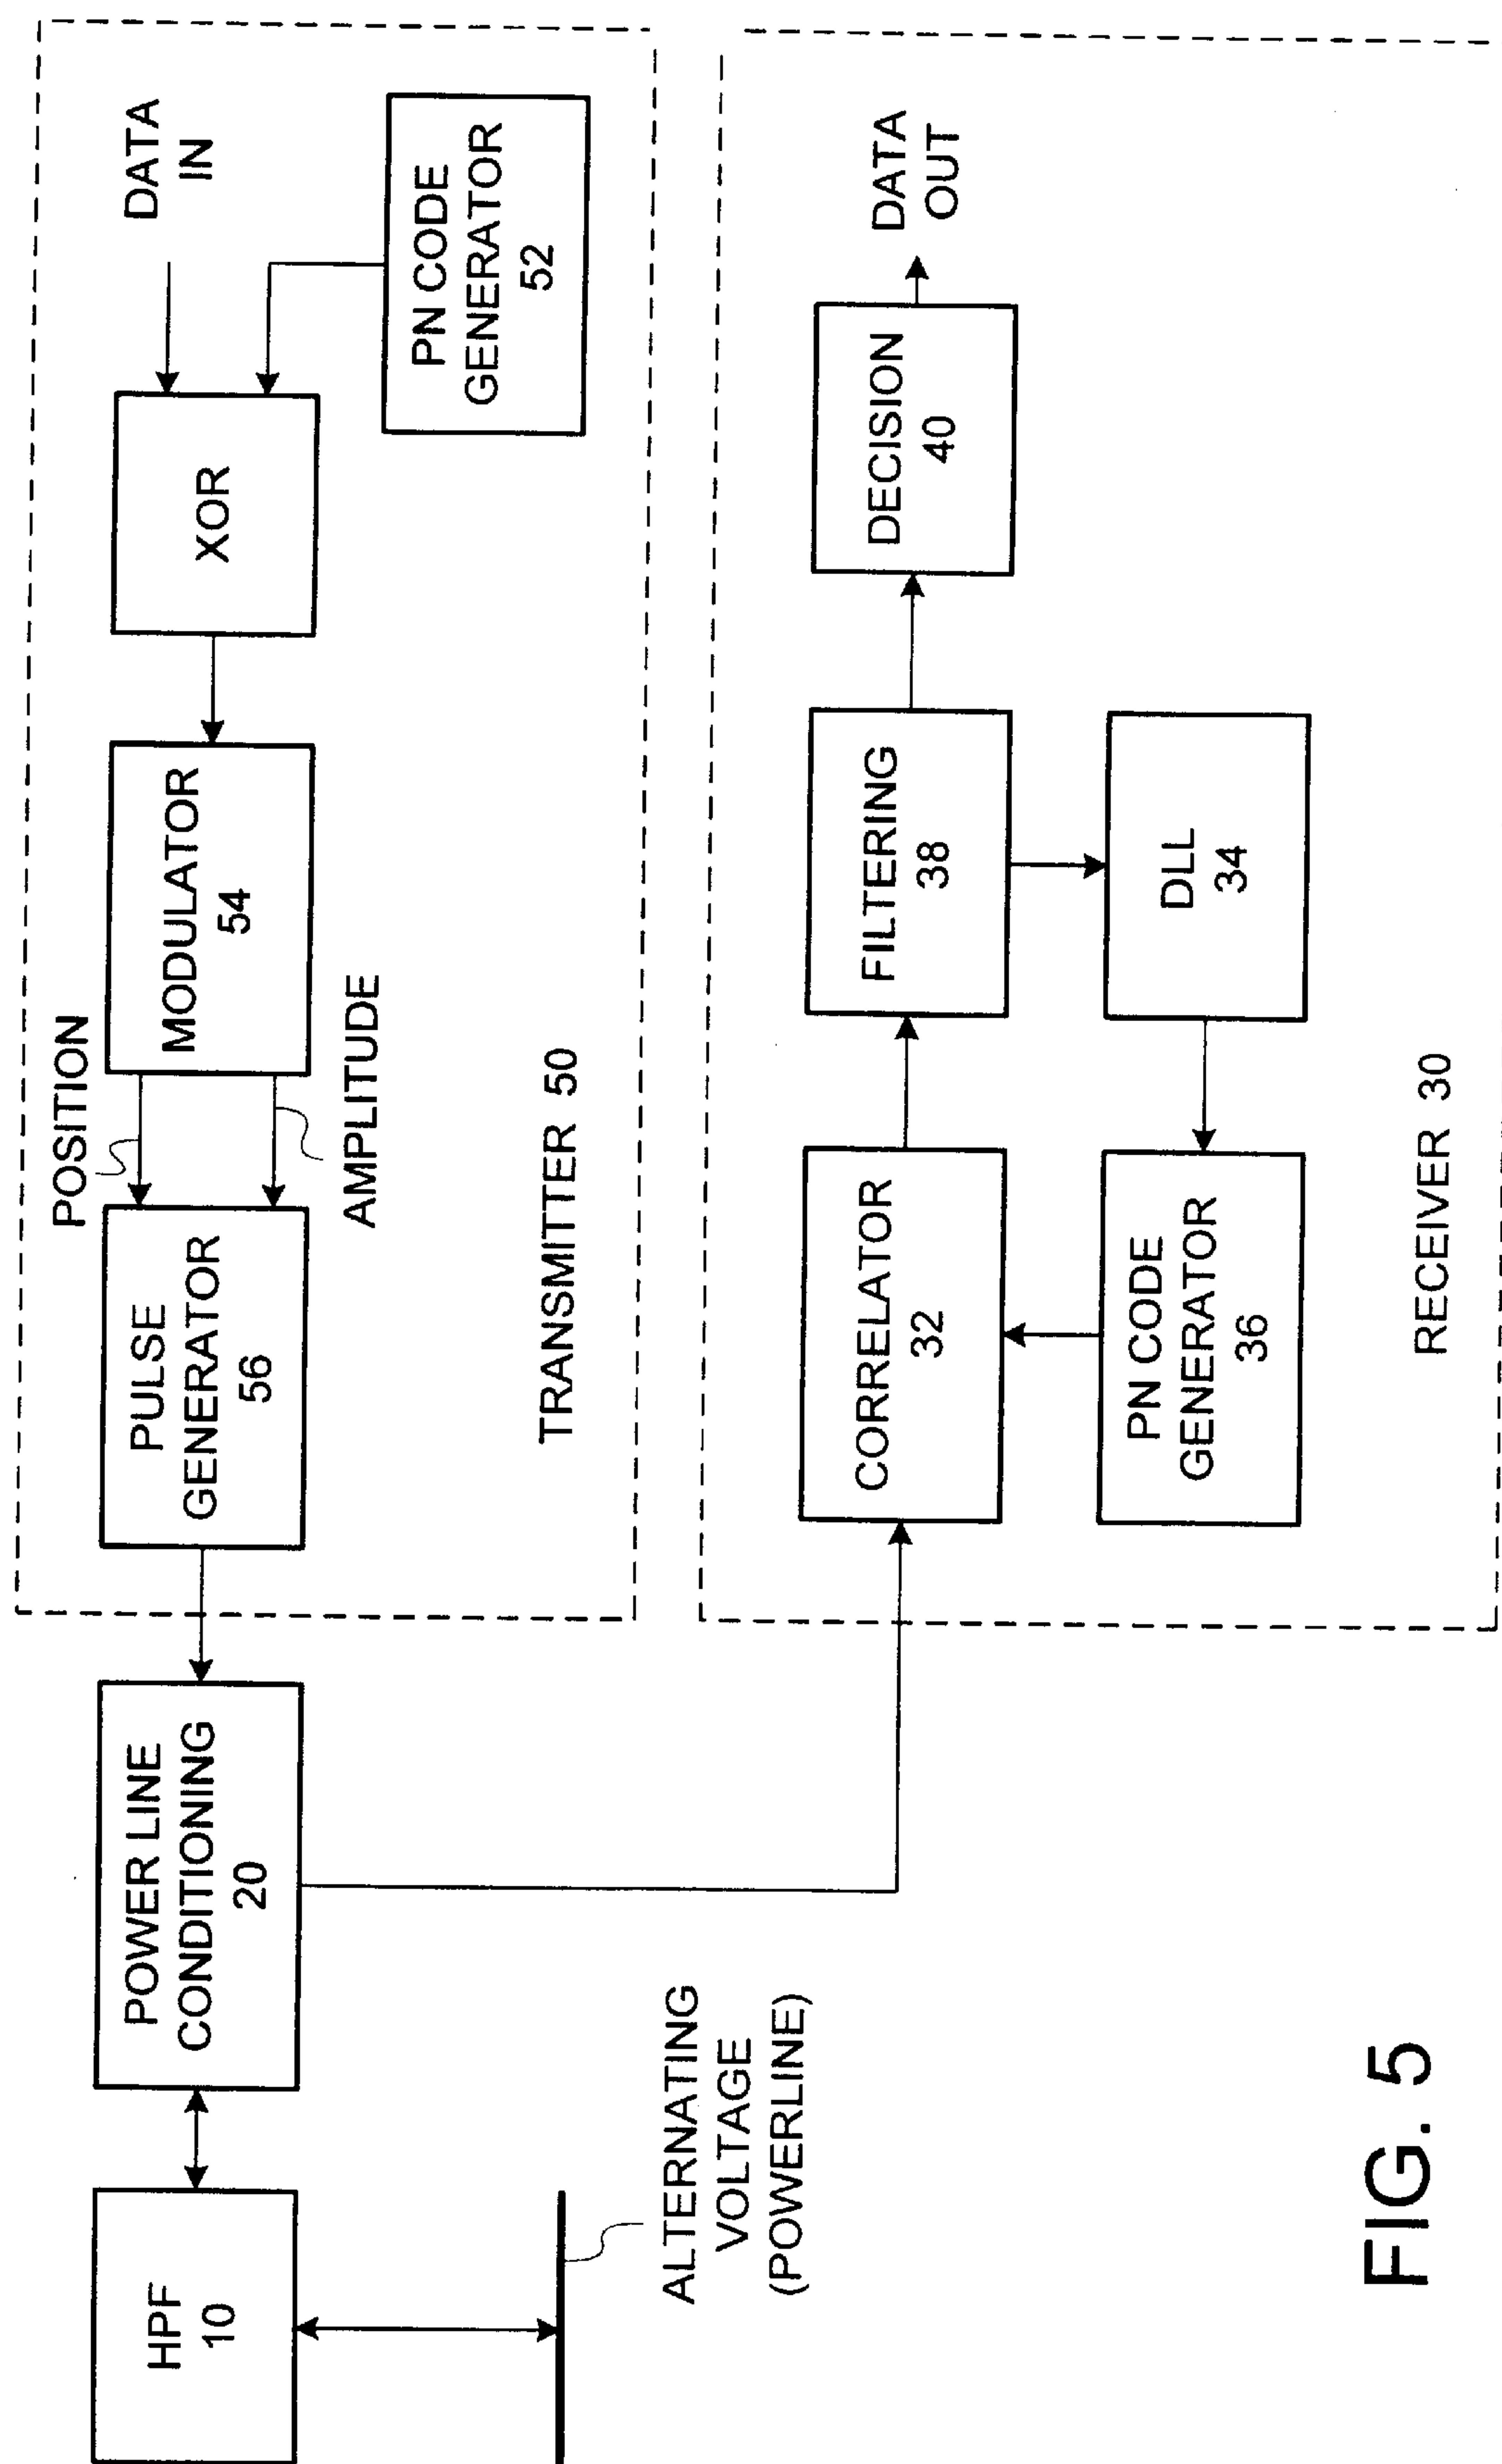 HPF
10
ALTERNATING
VOLTAGE
(POWERLINE)
POWER LINE
CONDITIONING
20
PULSE
GENERATOR
56
POSITION
AMPLITUDE
MODULATOR
54
XOR
DATA
IN
PN CODE
GENERATOR
52
TRANSMITTER 50
CORRELATOR
32
FILTERING
38
DECISION
40
DATA
OUT
PN CODE
GENERATOR
36
DLL
34
RECEIVER 30
FIG. 5